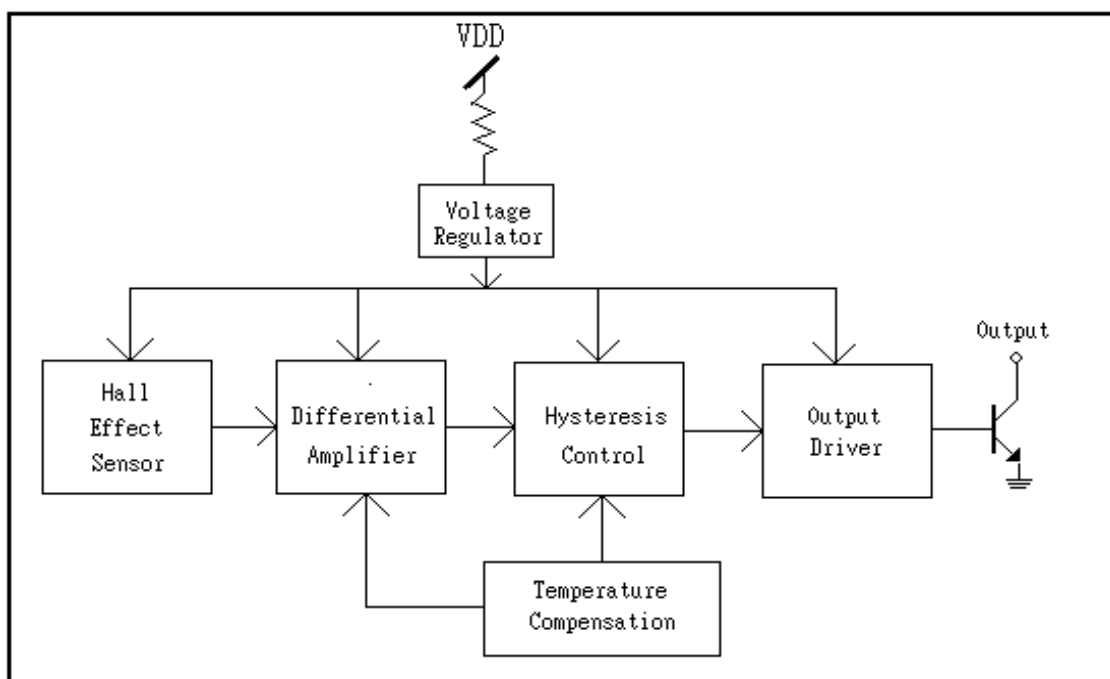 VDD
Voltage
Regulator
Output
Hall
Effect
Sensor
Differential
Amplifier
Hysteresis
Control
Output
Driver
Temperature
Compensation